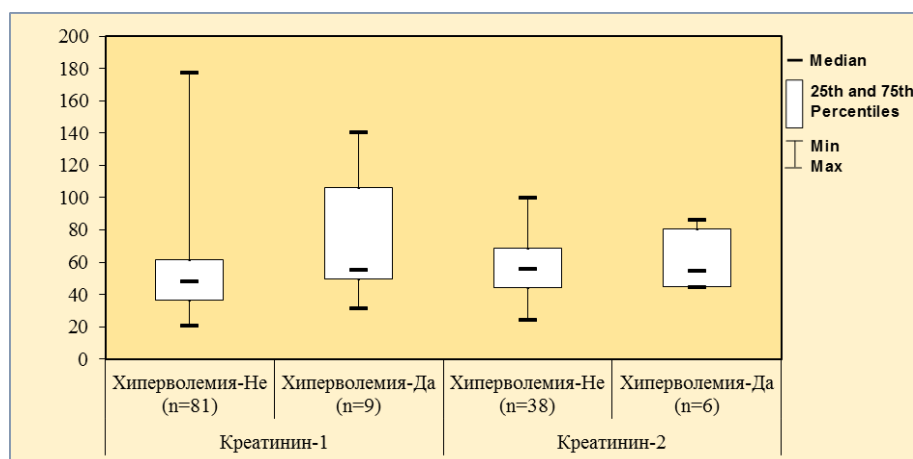 200
180
160
140
120
100
80
60
40
20
0
Median
25th and 75th
Percentiles
Min
Max
Хиперволемия-Не
(n=81)
Хиперволемия-Да
(n=9)
Хиперволемия-Не
(n=38)
Хиперволемия-Да
(n=6)
Креатинин-1
Креатинин-2